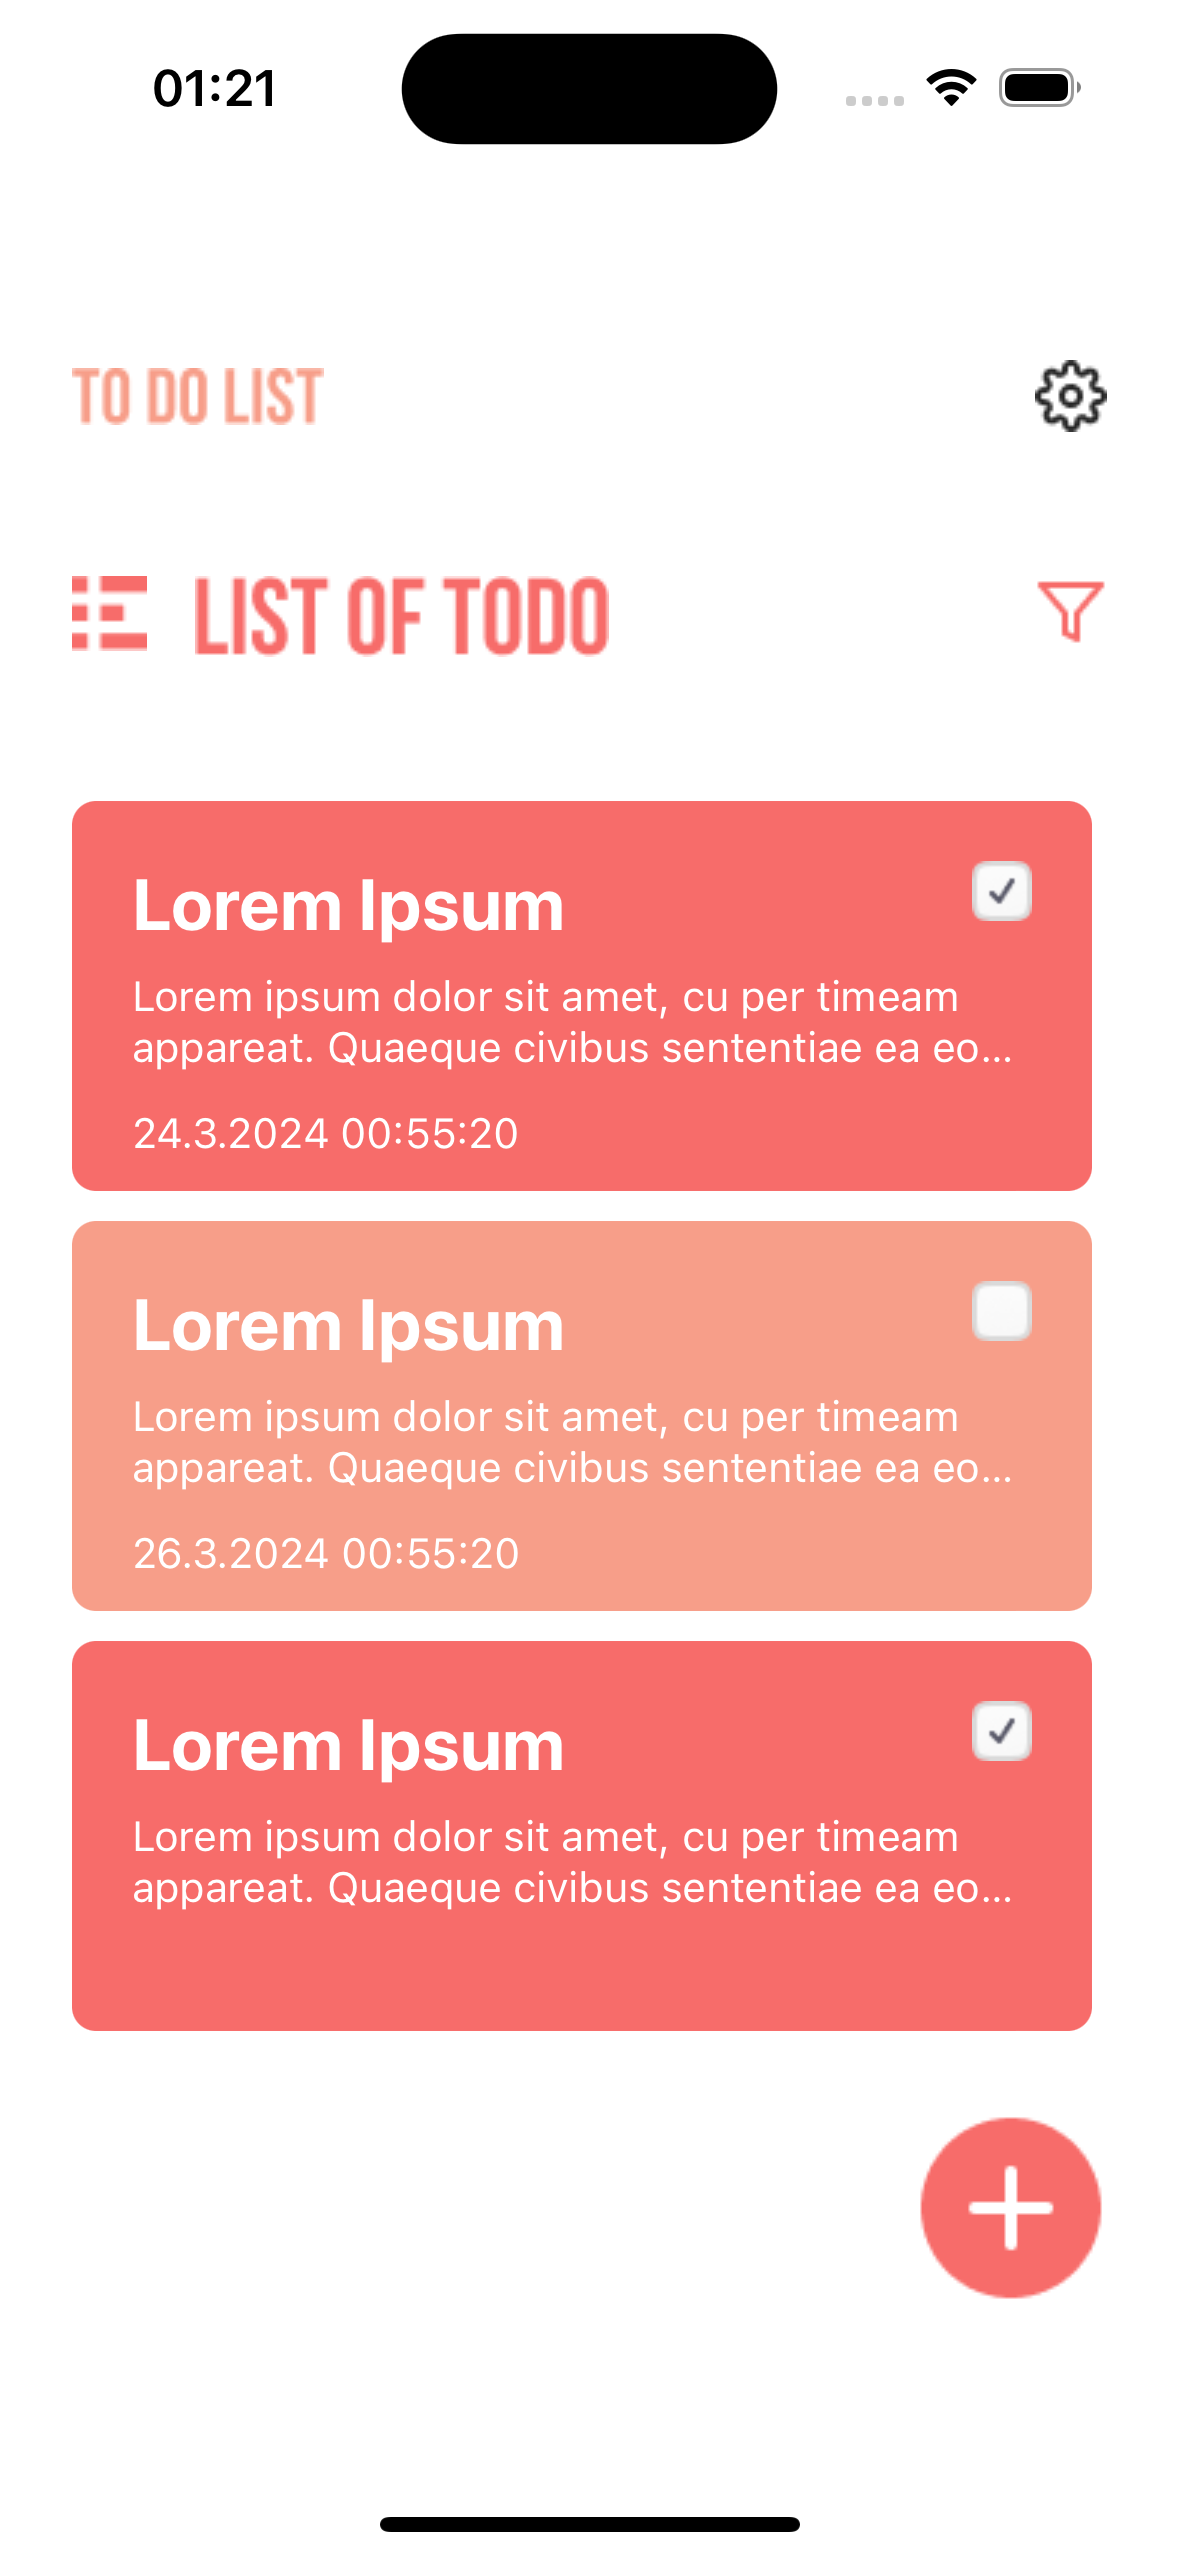 01:21
TO DO LIST
LIST OF TODO
Lorem Ipsum
Lorem ipsum dolor sit amet, cu per timeam
appareat. Quaeque civibus sententiae ea eo...
24.3.2024 00:55:20
Lorem Ipsum
Lorem ipsum dolor sit amet, cu per timeam
appareat. Quaeque civibus sententiae ea eo...
26.3.2024 00:55:20
Lorem Ipsum
Lorem ipsum dolor sit amet, cu per timeam
appareat. Quaeque civibus sententiae ea eo...